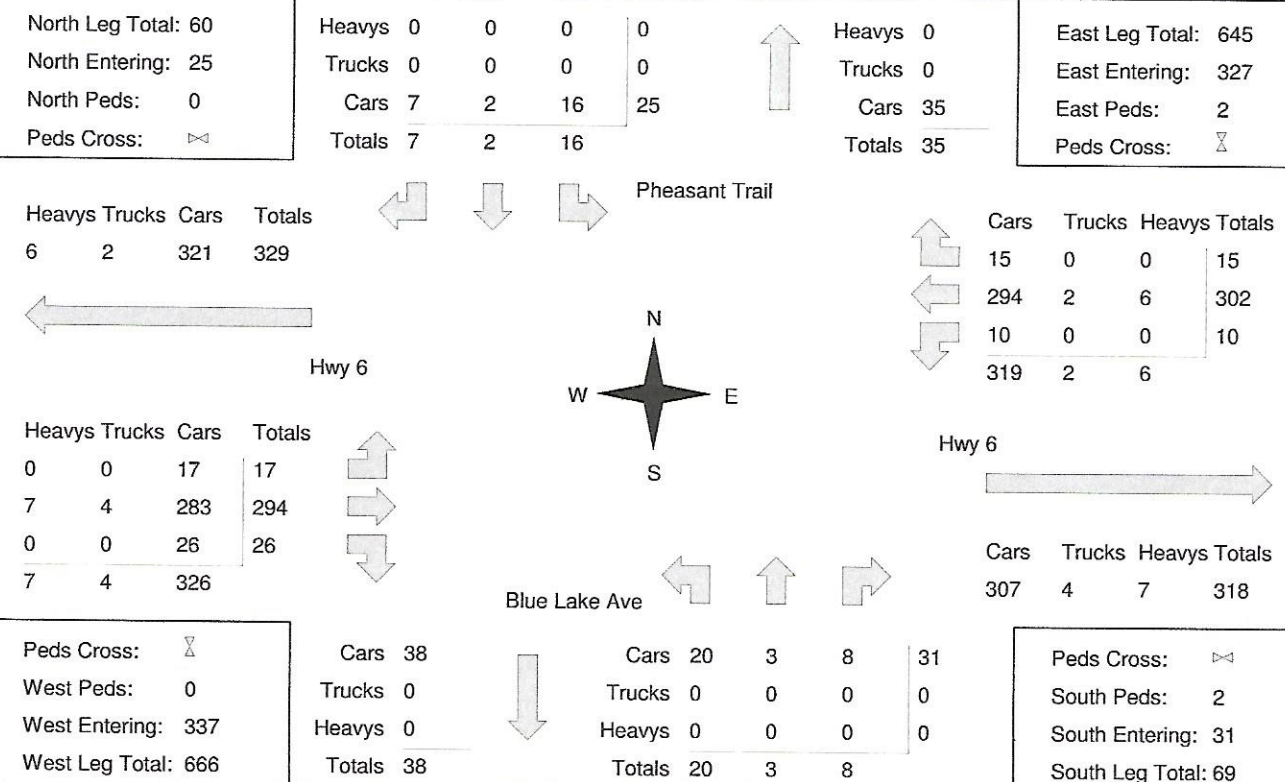 North Leg Total: 60
North Entering: 25
North Peds: 0
Peds Cross:
Heavys 0 0 0 0
Trucks 0 0 0 0
Cars 7 2 16 25
Totals 7 2 16
Heavys 0
Trucks 0
Cars 35
Totals 35
East Leg Total: 645
East Entering: 327
East Peds: 2
Peds Cross:
Pheasant Trail
Heavys Trucks Cars Totals
6 2 321 329
Cars Trucks Heavys Totals
15 0 0 15
294 2 6 302
10 0 0 10
319 2 6
Hwy 6
N
W E
S
Heavys Trucks Cars Totals
0 0 17 17
7 4 283 294
0 0 26 26
7 4 326
Hwy 6
Cars Trucks Heavys Totals
307 4 7 318
Blue Lake Ave
Peds Cross:
West Peds: 0
West Entering: 337
West Leg Total: 666
Cars 38
Trucks 0
Heavys 0
Totals 38
Cars 20 3 8 31
Trucks 0 0 0 0
Heavys 0 0 0 0
Totals 20 3 8
Peds Cross:
South Peds: 2
South Entering: 31
South Leg Total: 69